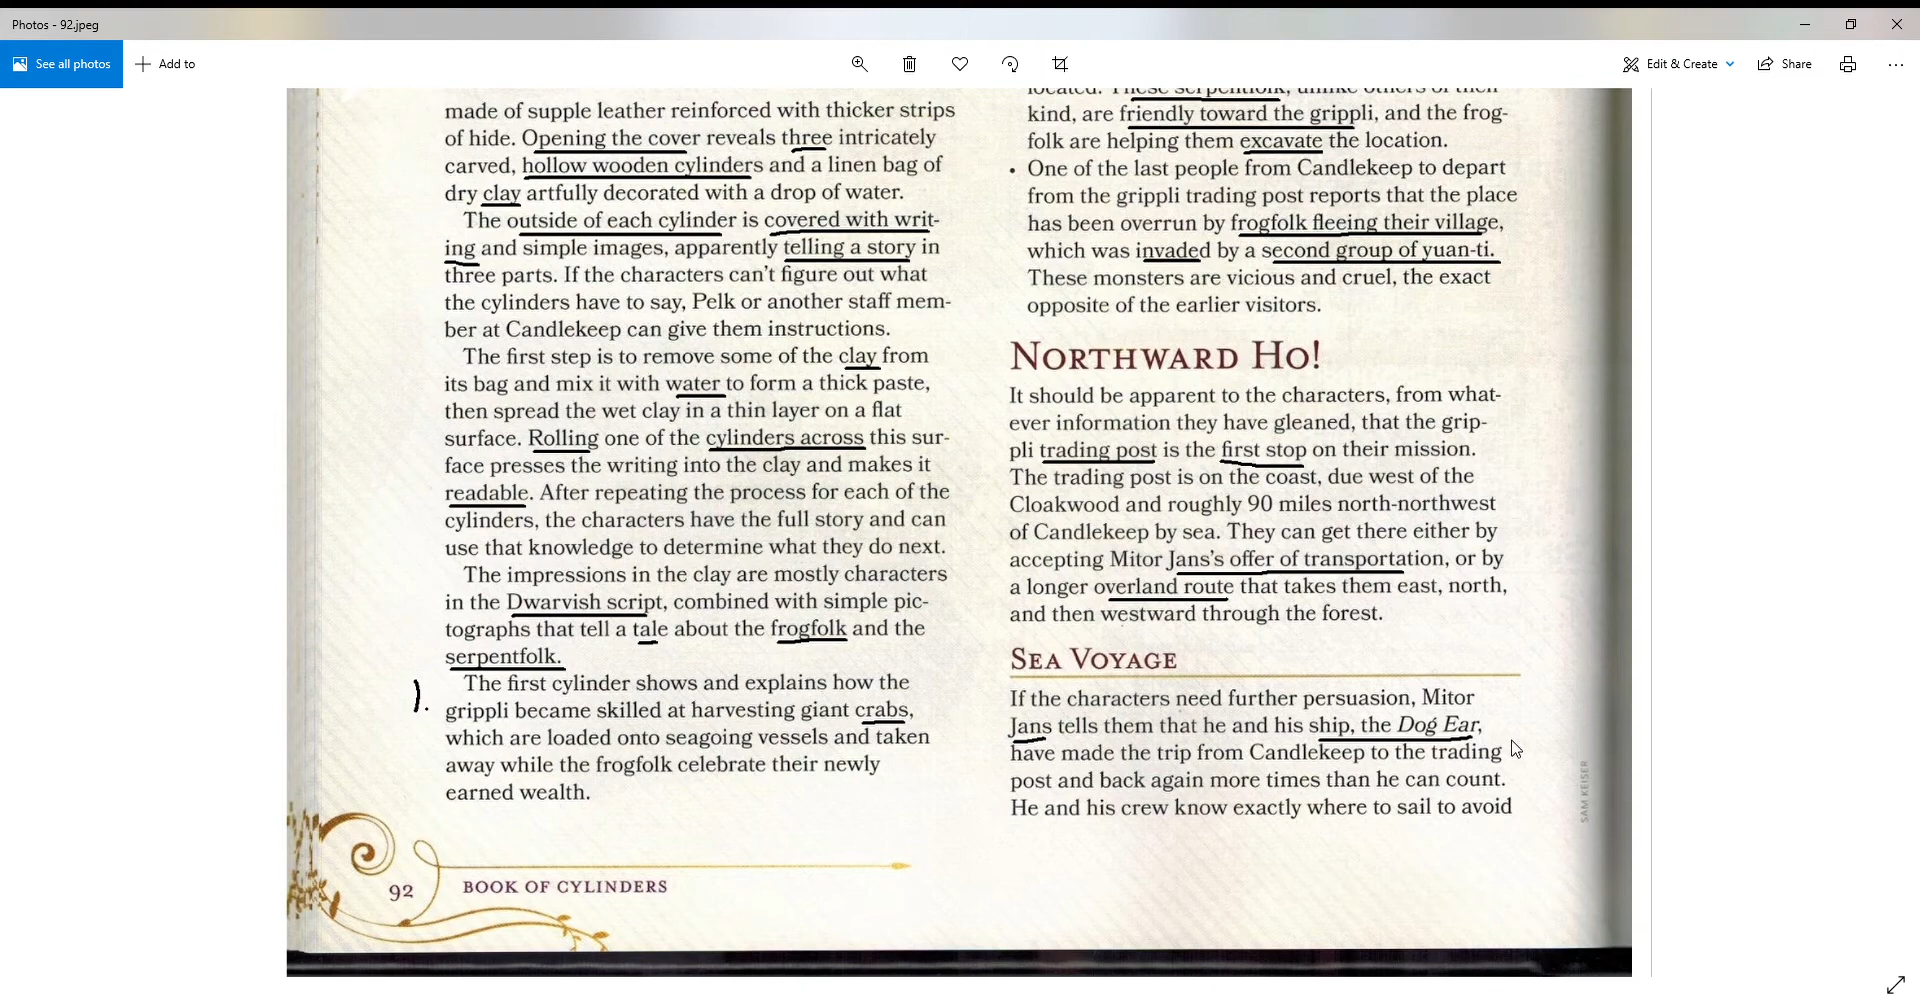 Photos - 92.jpeg
See all photos
Add to
Edit & Create
Share
made of supple leather reinforced with thicker strips
of hide. Opening the cover reveals three intricately
carved, hollow wooden cylinders and a linen bag of
dry clay artfully decorated with a drop of water.
The outside of each cylinder is covered with writ-
ing and simple images, apparently telling a story in
three parts. If the characters can't figure out what
the cylinders have to say, Pelk or another staff mem-
ber at Candlekeep can give them instructions.
The first step is to remove some of the clay from
its bag and mix it with water to form a thick paste,
then spread the wet clay in a thin layer on a flat
surface. Rolling one of the cylinders across this sur-
face presses the writing into the clay and makes it
readable. After repeating the process for each of the
cylinders, the characters have the full story and can
use that knowledge to determine what they do next.
The impressions in the clay are mostly characters
in the Dwarvish script, combined with simple pic-
tographs that tell a tale about the frogfolk and the
serpentfolk.
1.
The first cylinder shows and explains how the
grippli became skilled at harvesting giant crabs,
which are loaded onto seagoing vessels and taken
away while the frogfolk celebrate their newly
earned wealth.
92
BOOK OF CYLINDERS
located. These serpentfolk, unlike others of their
kind, are friendly toward the grippli, and the frog-
folk are helping them excavate the location.
• One of the last people from Candlekeep to depart
from the grippli trading post reports that the place
has been overrun by frogfolk fleeing their village,
which was invaded by a second group of yuan-ti.
These monsters are vicious and cruel, the exact
opposite of the earlier visitors.
NORTHWARD HO!
It should be apparent to the characters, from what-
ever information they have gleaned, that the grip-
pli trading post is the first stop on their mission.
The trading post is on the coast, due west of the
Cloakwood and roughly 90 miles north-northwest
of Candlekeep by sea. They can get there either by
accepting Mitor Jans's offer of transportation, or by
a longer overland route that takes them east, north,
and then westward through the forest.
SEA VOYAGE
If the characters need further persuasion, Mitor
Jans tells them that he and his ship, the Dog Ear,
have made the trip from Candlekeep to the trading
post and back again more times than he can count.
He and his crew know exactly where to sail to avoid
SAM KEISER